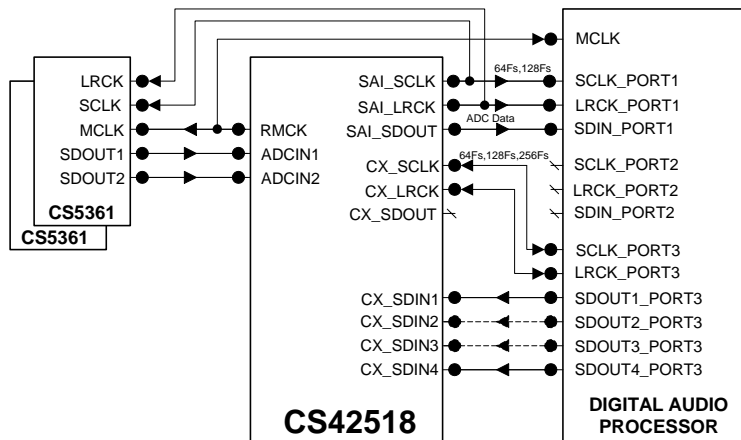 LRCK
SCLK
MCLK
SDOUT1
SDOUT2
CS5361
CS5361
RMCK
ADCIN1
ADCIN2
SAI_SCLK
SAI_LRCK
SAI_SDOUT
CX_SCLK
CX_LRCK
CX_SDOUT
CX_SDIN1
CX_SDIN2
CX_SDIN3
CX_SDIN4
CS42518
64Fs,128Fs
ADC Data
64Fs,128Fs,256Fs
MCLK
SCLK_PORT1
LRCK_PORT1
SDIN_PORT1
SCLK_PORT2
LRCK_PORT2
SDIN_PORT2
SCLK_PORT3
LRCK_PORT3
SDOUT1_PORT3
SDOUT2_PORT3
SDOUT3_PORT3
SDOUT4_PORT3
DIGITAL AUDIO
PROCESSOR